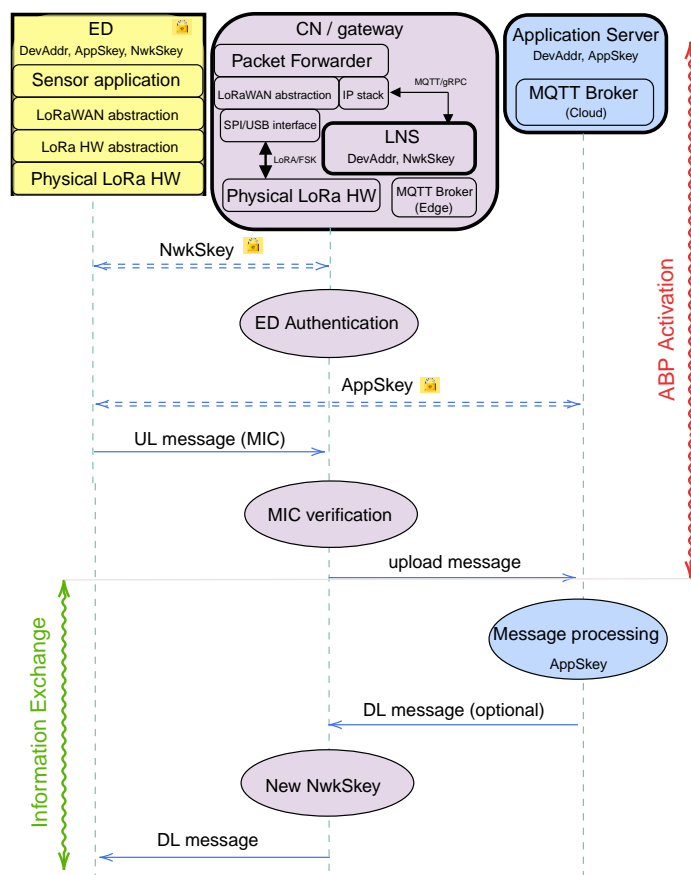 ED
DevAddr, AppSkey, NwkSkey
Sensor application
LoRaWAN abstraction
LoRa HW abstraction
Physical LoRa HW
CN / gateway
Packet Forwarder
LoRaWAN abstraction
IP stack
MQTT/gRPC
SPI/USB interface
LNS
DevAddr, NwkSkey
LoRA/FSK
Physical LoRa HW
MQTT Broker
(Edge)
Application Server
DevAddr, AppSkey
MQTT Broker
(Cloud)
NwkSkey
ED Authentication
AppSkey
UL message (MIC)
MIC verification
upload message
Message processing
AppSkey
DL message (optional)
New NwkSkey
DL message
ABP Activation
Information Exchange